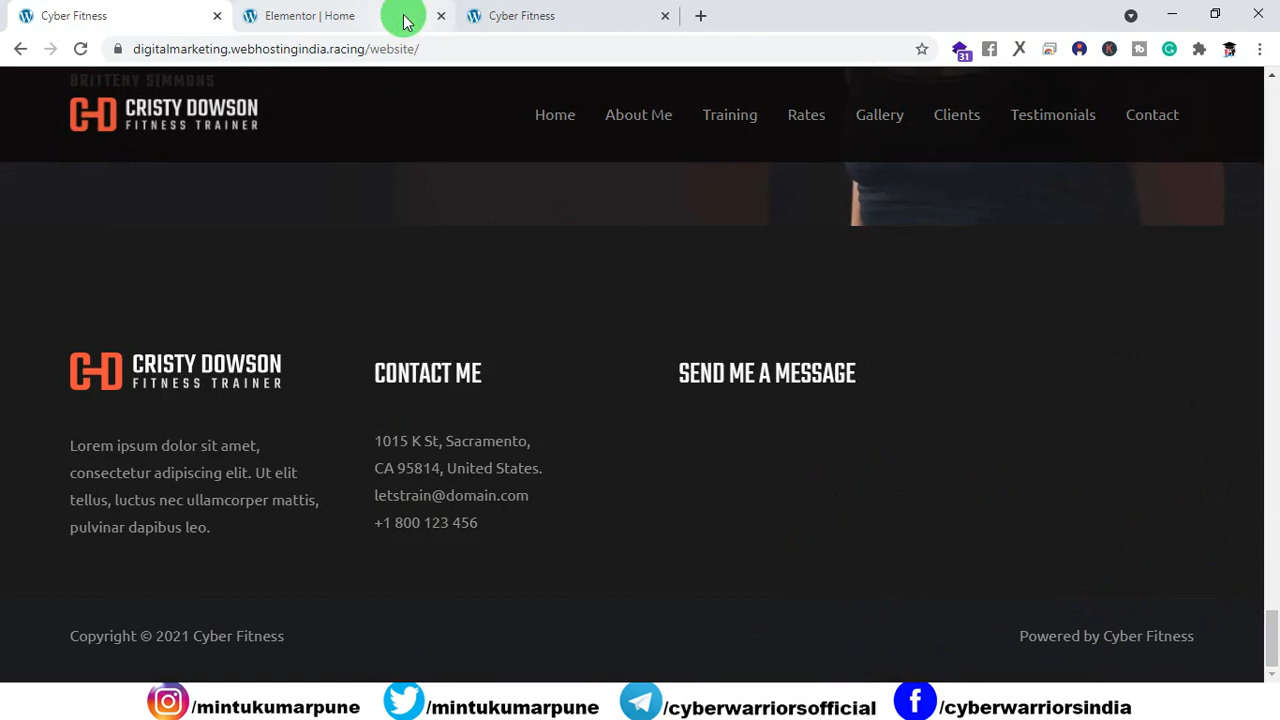 Cyber Fitness
Elementor | Home
Cyber Fitness
digitalmarketing.webhostingindia.racing/website/
31
BRITTENY SIMMONS
CRISTY DOWSON
FITNESS TRAINER
Home About Me Training Rates Gallery Clients Testimonials Contact
CRISTY DOWSON
FITNESS TRAINER
Lorem ipsum dolor sit amet,
consectetur adipiscing elit. Ut elit
tellus, luctus nec ullamcorper mattis,
pulvinar dapibus leo.
CONTACT ME
1015 K St, Sacramento,
CA 95814, United States.
letstrain@domain.com
+1 800 123 456
SEND ME A MESSAGE
Copyright © 2021 Cyber Fitness
Powered by Cyber Fitness
/mintukumarpune
/mintukumarpune
/cyberwarriorsofficial
/cyberwarriorsindia